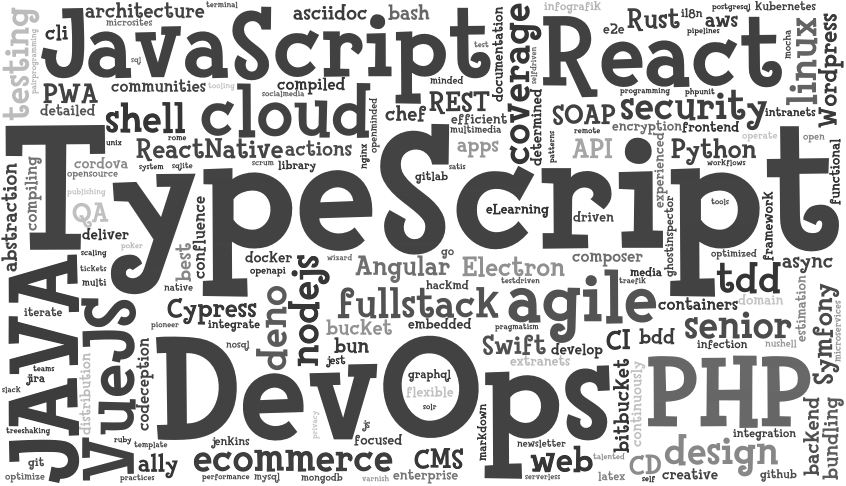 terminal
architecture
microsites
asciidoc
bash
infografik
postgresql
kubernetes
testing
pairprogramming
cli
JavaScript
sql
test
documentation
selfdriven
React
e2e
Rust
i18n
aws
pipelines
mocha
linux
Wordpress
PWA
detailed
communities
tooling
socialmedia
compiled
minded
REST
coverage
determined
programming
phpunit
shell
cloud
chef
efficient
multimedia
SOAP
security
intranets
unix
rome
ReactNative
actions
nginx
openminded
remote
encryption
frontend
operate
open
functional
TypeScript
cordova
opensource
system
sqlite
scrum
library
satis
apps
patterns
API
experienced
Python
workflows
abstraction
compiling
publishing
gitlab
tools
QA
deliver
best
confluence
eLearning
driven
ghostinspector
framework
scaling
poker
tickets
multi
native
docker
openapi
wizard
go
Angular
Electron
composer
media
optimized
async
JAVA
hackmd
testdriven
traefik
tdd
iterate
VueJS
pioneer
Cypress
integrate
deno
nodejs
fullstack
agile
containers
domain
estimation
Symfony
microservices
bucket
embedded
pragmatism
senior
nosql
bun
jest
Swift
develop
CI
bdd
infection
nushell
extranets
teams
jira
slack
distribution
codeception
DevOps
graphql
flexible
solr
bitbucket
continuously
PHP
treeshaking
privacy
js
focused
markdown
newsletter
integration
backend
bundling
ruby
template
jenkins
git
optimize
practices
ally
ecommerce
performance
mysql
mongodb
varnish
CMS
enterprise
web
serverless
talented
latex
CD
self
design
creative
github